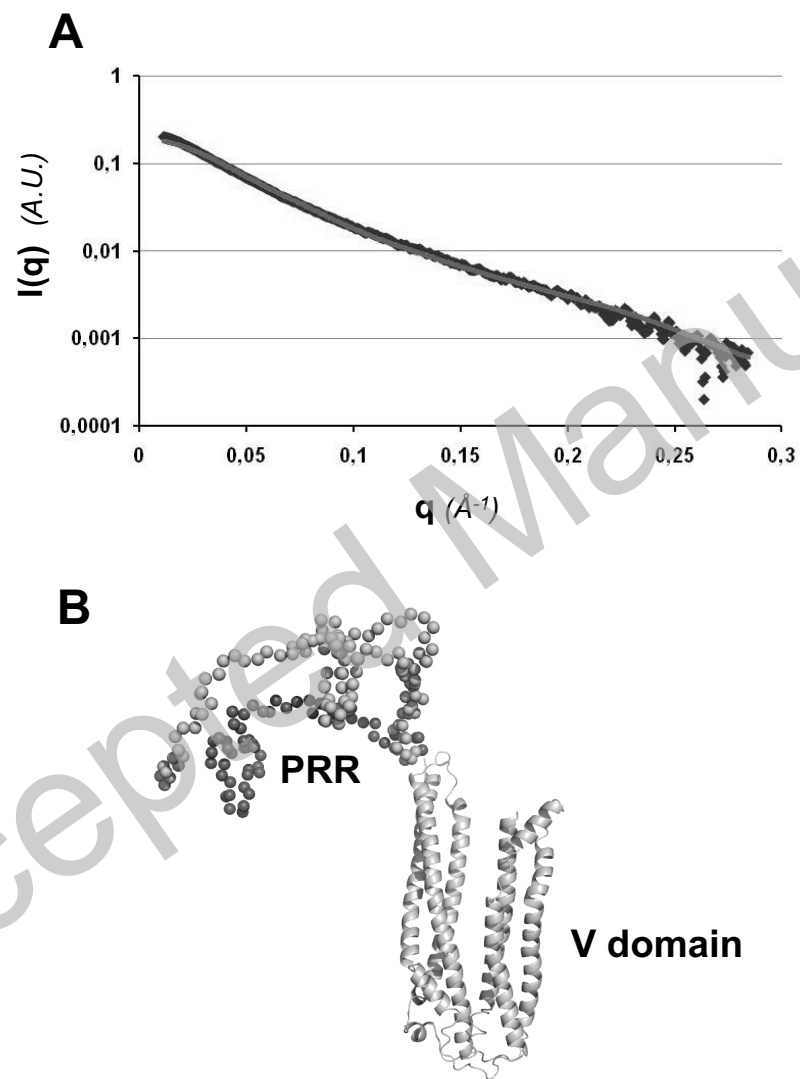 A
1
0,1
0,01
0,001
0,0001
I(q) (A.U.)
0
0,05
0,1
0,15
0,2
0,25
0,3
q (Å-1)
B
PRR
V domain
cepted Manu